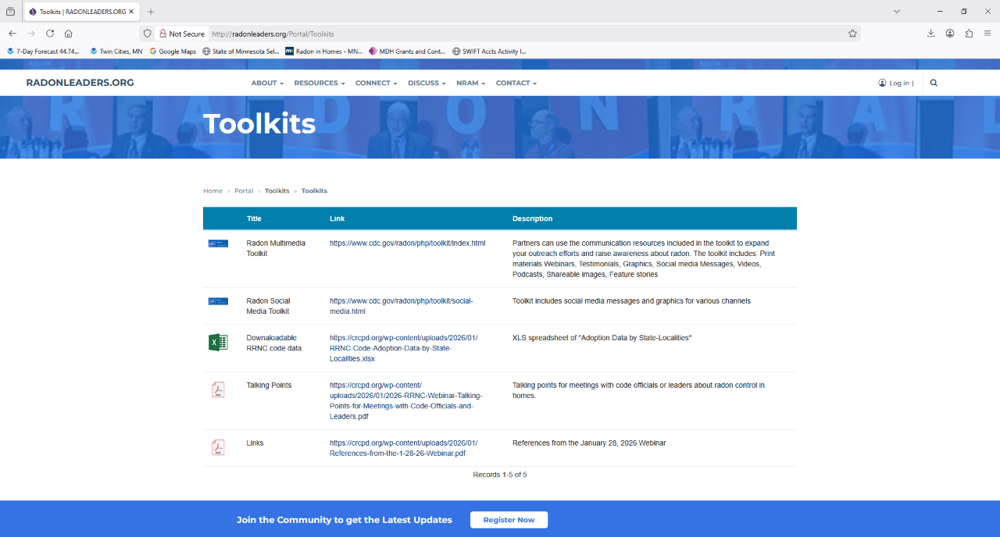 Toolkits | RADONLEADERS.ORG
Not Secure
http://radonleaders.org/Portal/Toolkits
7-Day Forecast 44.74...
Twin Cities, MN
Google Maps
State of Minnesota Sel...
Radon in Homes - MN...
MDH Grants and Cont...
SWIFT Accts Activity I...
RADONLEADERS.ORG
ABOUT
RESOURCES
CONNECT
DISCUSS
NRAM
CONTACT
Log in |
R A D O N R A
Toolkits
Home » Portal » Toolkits » Toolkits
Title
Link
Description
Radon Multimedia
Toolkit
https://www.cdc.gov/radon/php/toolkit/index.html
Partners can use the communication resources included in the toolkit to expand
your outreach efforts and raise awareness about radon. The toolkit includes: Print
materials Webinars, Testimonials, Graphics, Social media Messages, Videos,
Podcasts, Shareable images, Feature stories
Radon Social
Media Toolkit
https://www.cdc.gov/radon/php/toolkit/social-
media.html
Toolkit includes social media messages and graphics for various channels
Downaloadable
RRNC code data
https://crcpd.org/wp-content/uploads/2026/01/
RRNC-Code-Adoption-Data-by-State-
Localities.xlsx
XLS spreadsheet of "Adoption Data by State-Localities"
Talking Points
https://crcpd.org/wp-content/
uploads/2026/01/2026-RRNC-Webinar-Talking-
Points-for-Meetings-with-Code-Officials-and-
Leaders.pdf
Talking points for meetings with code officials or leaders about radon control in
homes.
Links
https://crcpd.org/wp-content/uploads/2026/01/
References-from-the-1-28-26-Webinar.pdf
References from the January 28, 2026 Webinar
Records 1-5 of 5
Join the Community to get the Latest Updates
Register Now